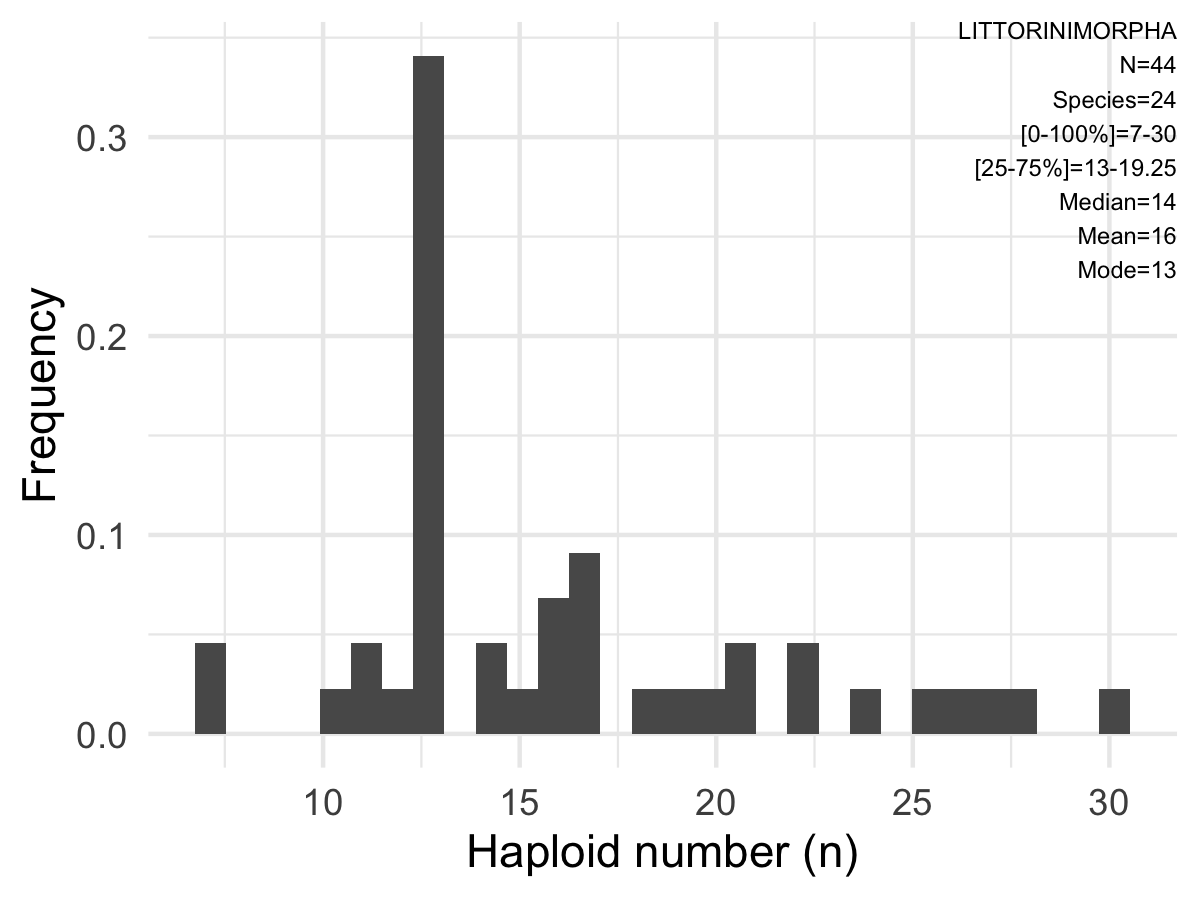 LITTORINIMORPHA
N=44
Species=24
[0-100%]=7-30
[25-75%]=13-19.25
Median=14
Mean=16
Mode=13
Frequency
0.3
0.2
0.1
0.0
10 15 20 25 30
Haploid number (n)